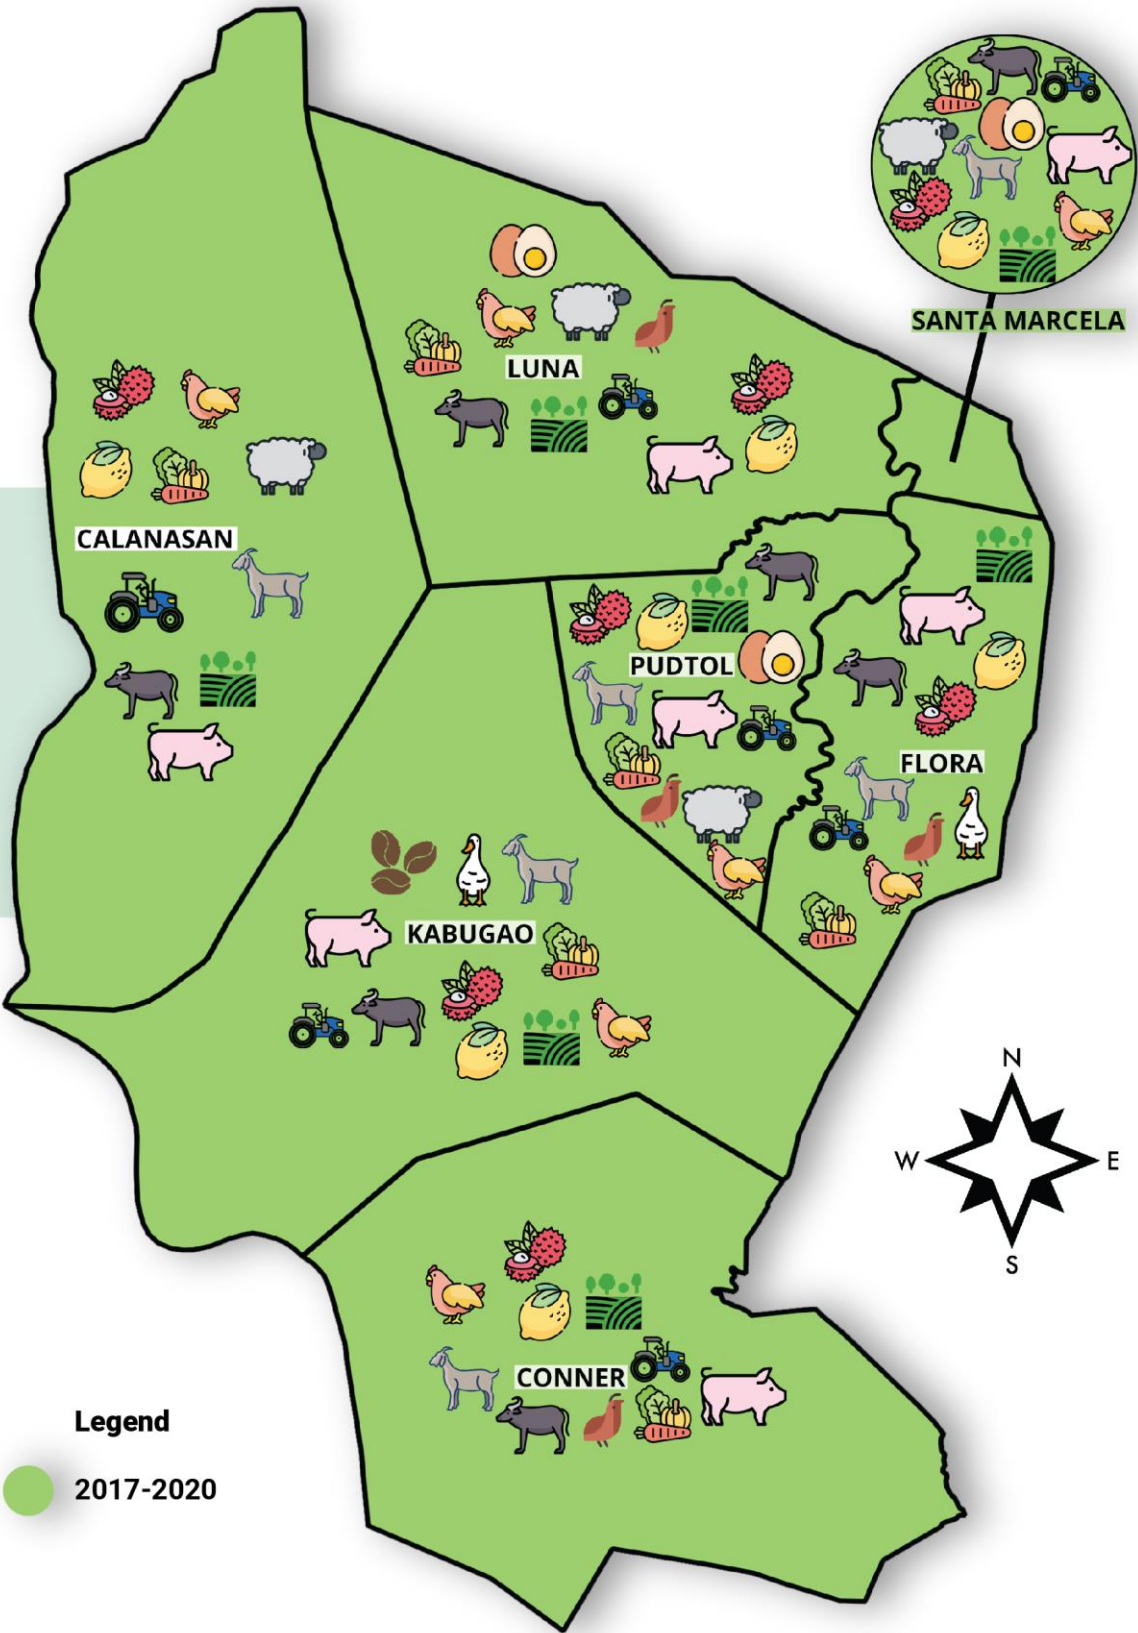 SANTA MARCELA
LUNA
CALANASAN
PUDTOL
FLORA
KABUGAO
N
W
E
S
CONNER
Legend
2017-2020